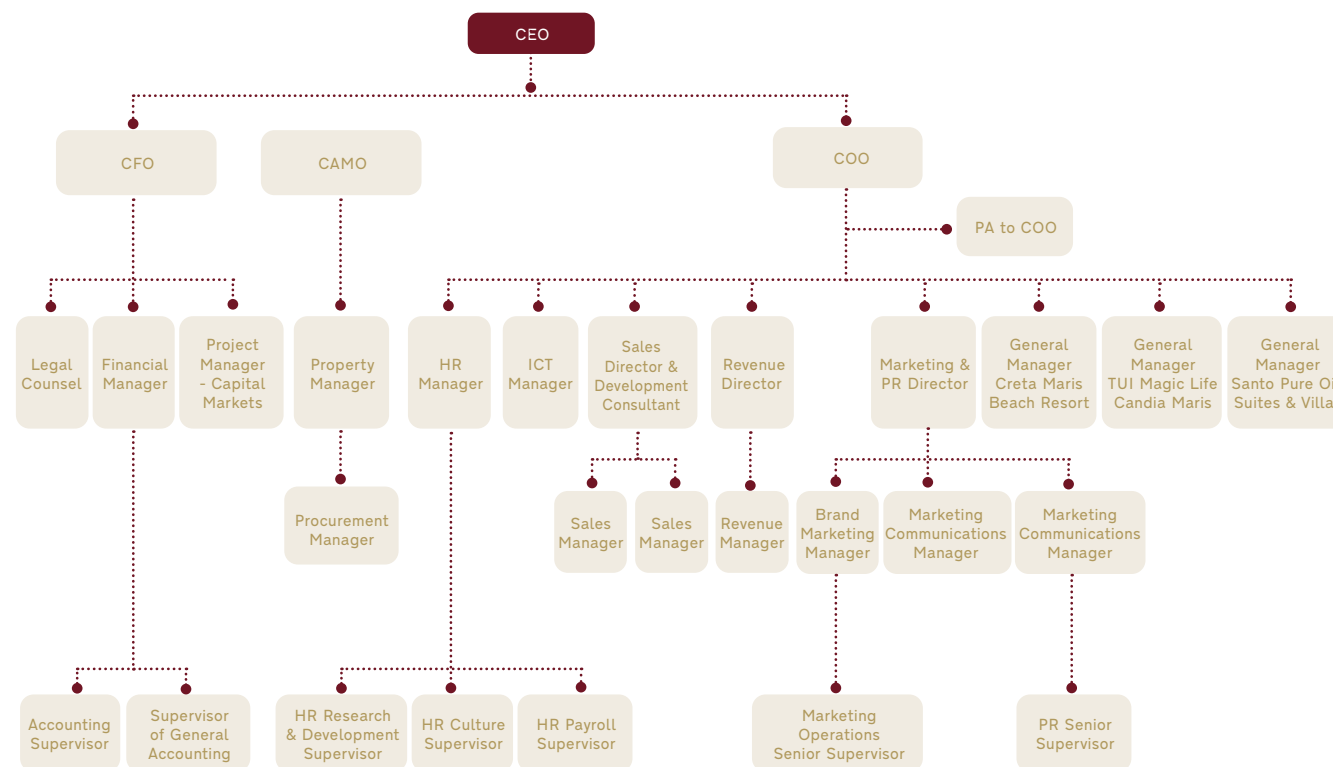 CEO
CFO
CAMO
COO
PA to COO
Legal
Counsel
Financial
Manager
Project
Manager
- Capital
Markets
Property
Manager
HR
Manager
ICT
Manager
Sales
Director &
Development
Consultant
Revenue
Director
Marketing &
PR Director
General
Manager
Creta Maris
Beach Resort
General
Manager
TUI Magic Life
Candia Maris
General
Manager
Santo Pure
Suites &
Procurement
Manager
Sales
Manager
Sales
Manager
Revenue
Manager
Brand
Marketing
Manager
Marketing
Communications
Manager
Marketing
Communications
Manager
Accounting
Supervisor
Supervisor
of General
Accounting
HR Research
& Development
Supervisor
HR Culture
Supervisor
HR Payroll
Supervisor
Marketing
Operations
Senior Supervisor
PR Senior
Supervisor